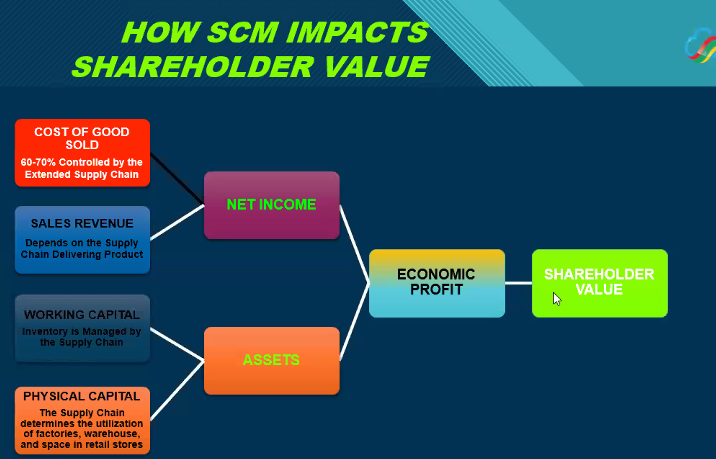 HOW SCM IMPACTS
SHAREHOLDER VALUE
COST OF GOOD
SOLD
60-70% Controlled by the
Extended Supply Chain
SALES REVENUE
Depends on the Supply
Chain Delivering Product
WORKING CAPITAL
Inventory is Managed by
the Supply Chain
PHYSICAL CAPITAL
The Supply Chain
determines the utilization
of factories, warehouse,
and space in retail stores
NET INCOME
ASSETS
ECONOMIC
PROFIT
SHAREHOLDER
VALUE